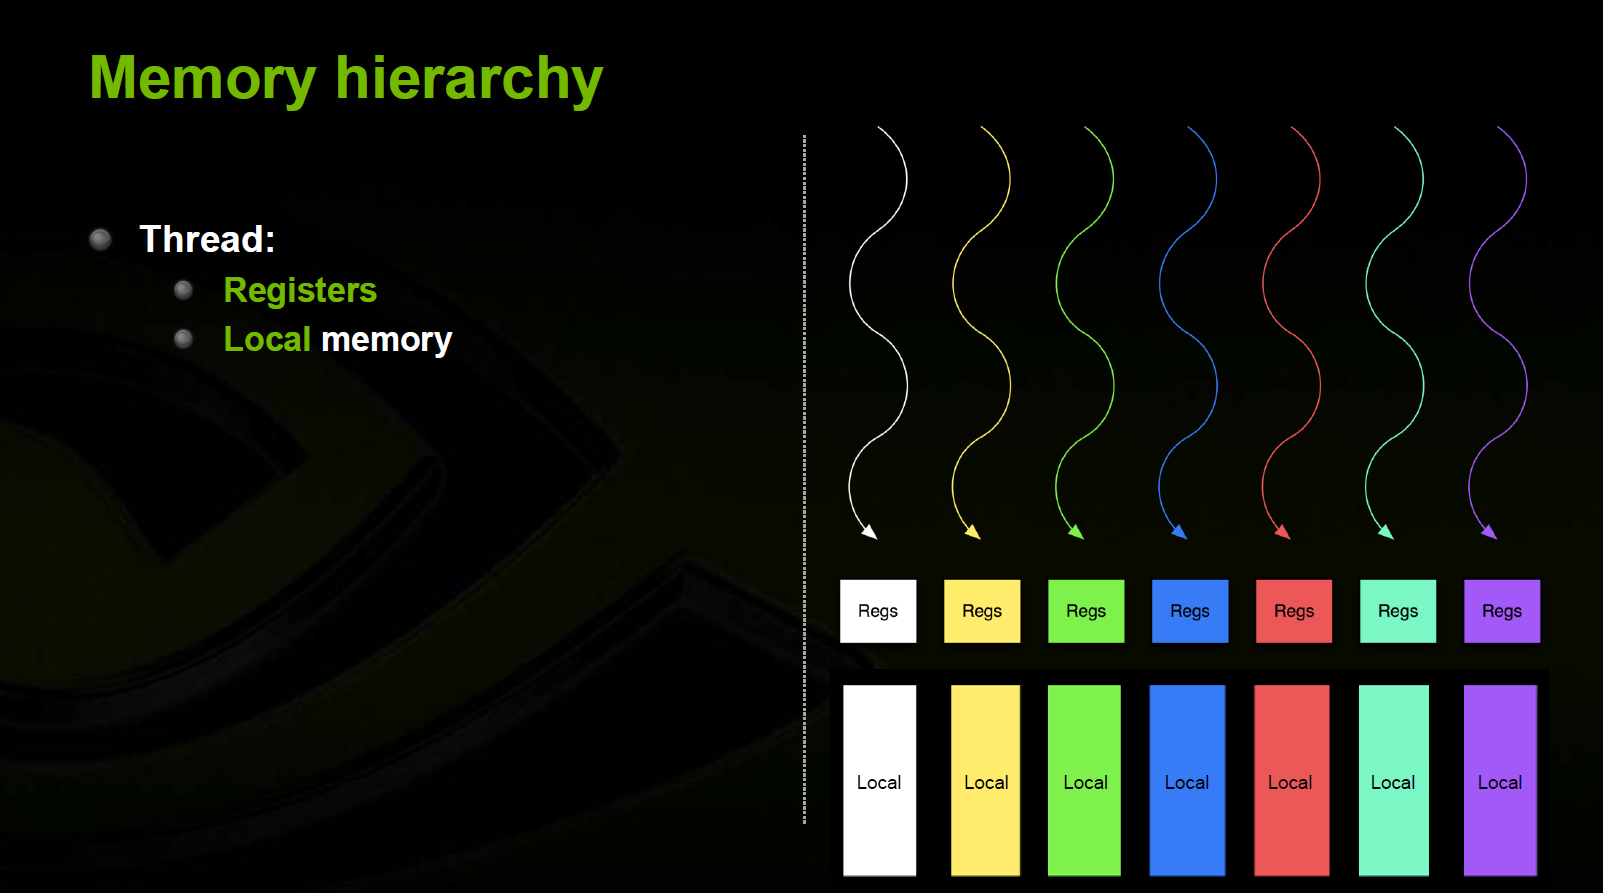 Memory hierarchy
Thread:
Registers
Local memory
Regs Regs Regs Regs Regs Regs Regs
Local Local Local Local Local Local Local